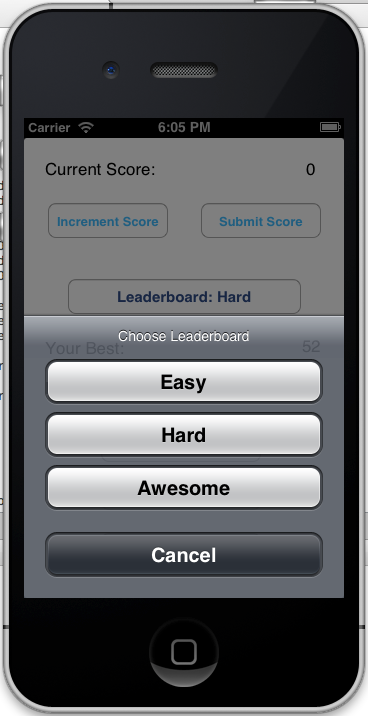 Carrier 6:05 PM
Current Score: 0
Increment Score Submit Score
Leaderboard: Hard
Choose Leaderboard
Your Best: 52
Easy
Hard
Awesome
Cancel